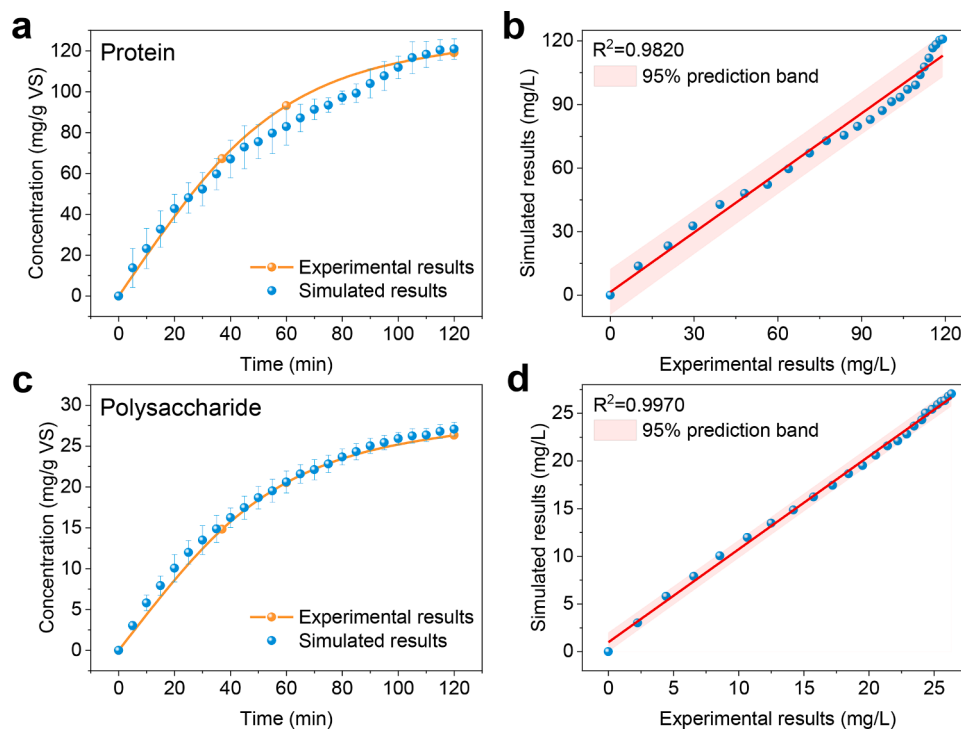 a
Protein
Concentration (mg/g VS)
120
100
80
60
40
20
0
Experimental results
Simulated results
0 20 40 60 80 100 120
Time (min)
b
R²=0.9820
95% prediction band
Simulated results (mg/L)
120
90
60
30
0
0 30 60 90 120
Experimental results (mg/L)
c
Polysaccharide
Concentration (mg/g VS)
30
25
20
15
10
5
0
Experimental results
Simulated results
0 20 40 60 80 100 120
Time (min)
d
R²=0.9970
95% prediction band
Simulated results (mg/L)
25
20
15
10
5
0
0 5 10 15 20 25
Experimental results (mg/L)